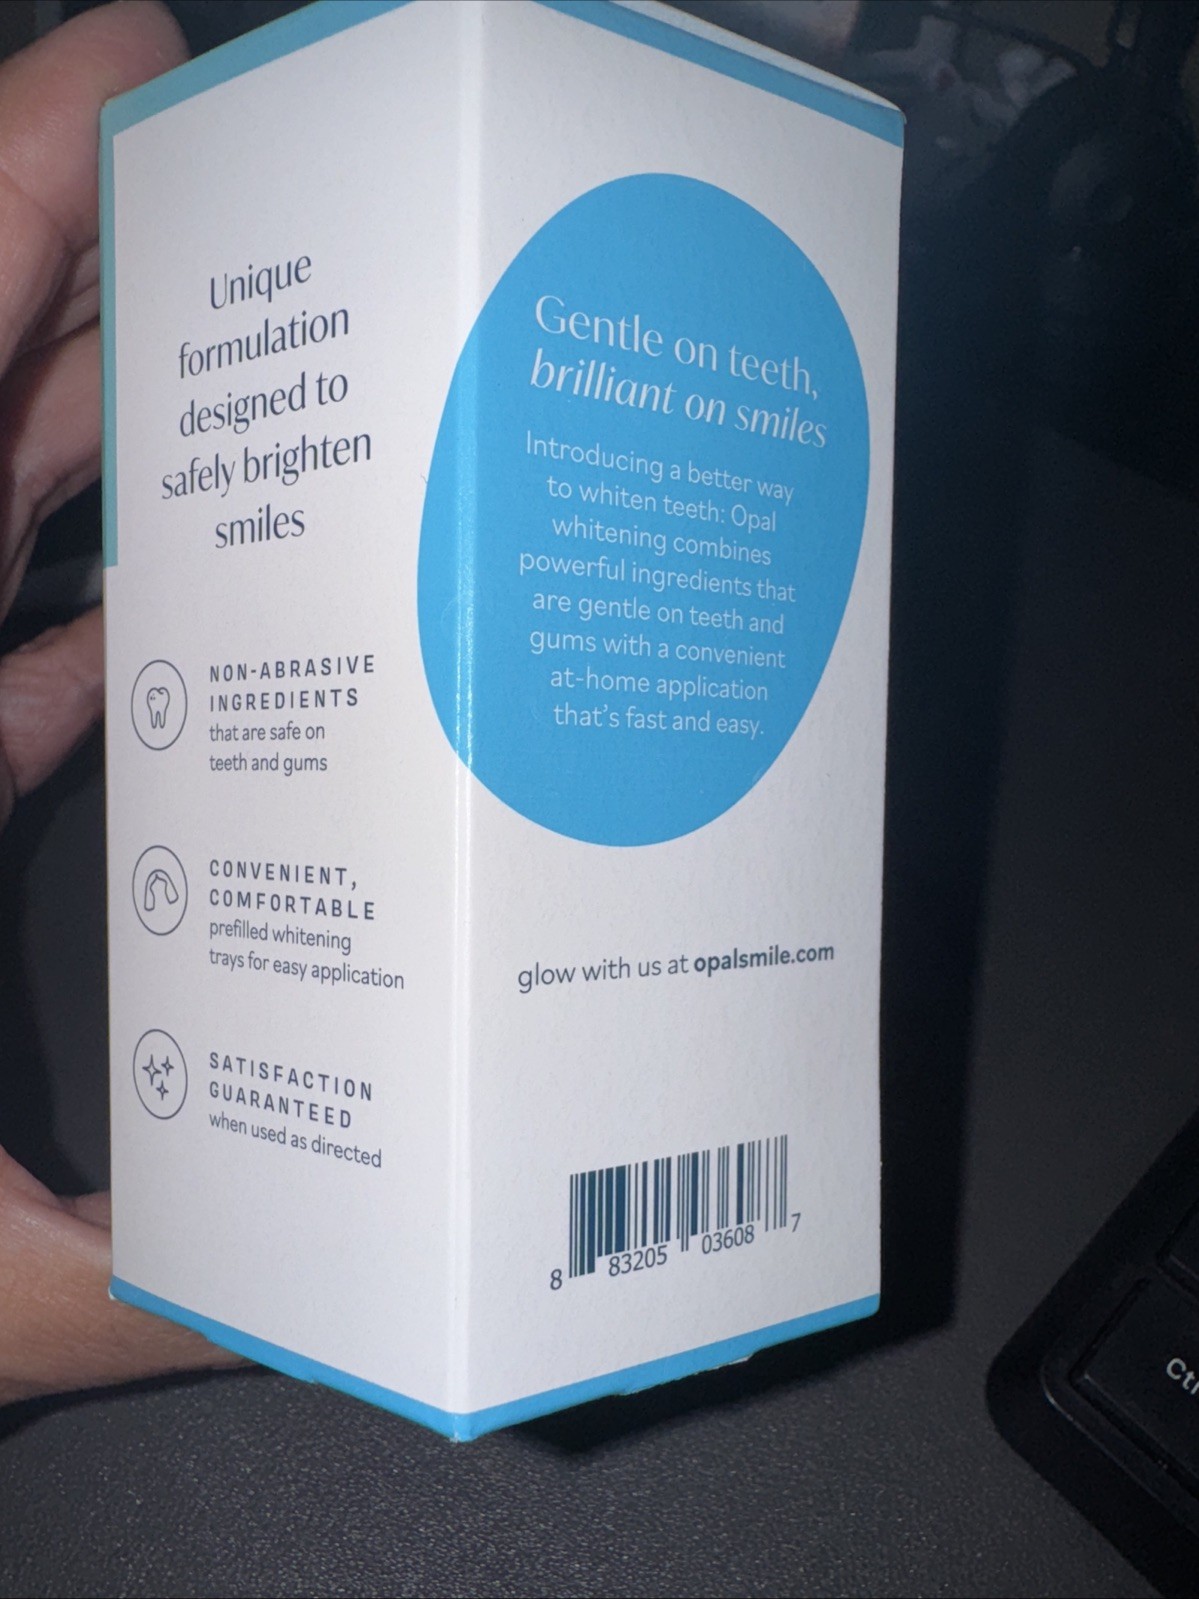 Unique
formulation
designed to
safely brighten
smiles
NON-ABRASIVE
INGREDIENTS
that are safe on
teeth and gums
CONVENIENT,
COMFORTABLE
prefilled whitening
trays for easy application
SATISFACTION
GUARANTEED
when used as directed
Gentle on teeth,
brilliant on smiles
Introducing a better way
to whiten teeth: Opal
whitening combines
powerful ingredients that
are gentle on teeth and
gums with a convenient
at-home application
that's fast and easy.
glow with us at opalsmile.com
8 83205 03608 7